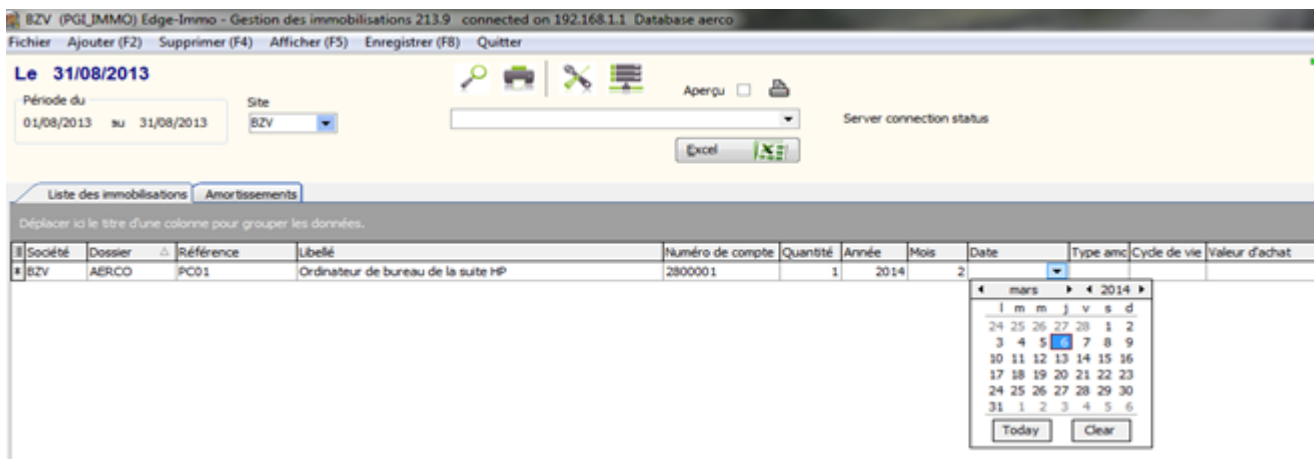 BZV (PGI_IMMO) Edge-Immo - Gestion des immobilisations 213.9 connected on 192.168.1.1 Database aerco
Fichier Ajouter (F2) Supprimer (F4) Afficher (F5) Enregistrer (F8) Quitter
Le 31/08/2013
Aperçu
Période du
Site
01/08/2013 au 31/08/2013
BZV
Server connection status
Excel
Liste des immobilisations Amortissements
Déplacer ici le titre d'une colonne pour grouper les données.
Société Dossier Référence Libellé Numéro de compte Quantité Année Mois Date Type amc Cycle de vie Valeur d'achat
BZV AERCO PC01 Ordinateur de bureau de la suite HP 2800001 1 2014 2
mars 2014
l m m j v s d
24 25 26 27 28 1 2
3 4 5 6 7 8 9
10 11 12 13 14 15 16
17 18 19 20 21 22 23
24 25 26 27 28 29 30
31 1 2 3 4 5 6
Today Clear